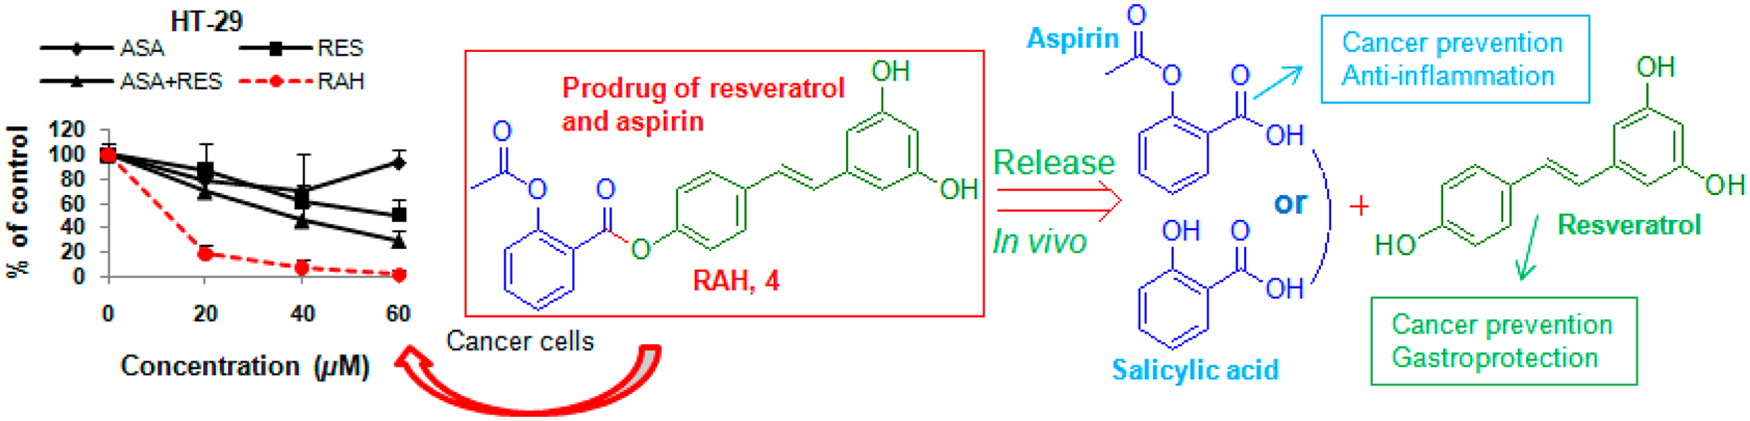 HT-29
ASA
RES
ASA+RES
RAH
% of control
120
100
80
60
40
20
0
0 20 40 60
Concentration (µM)
Prodrug of resveratrol
and aspirin
OH
OH
O
O
O
O
RAH, 4
Cancer cells
Release
In vivo
Aspirin
O
O
O
OH
or
OH
O
OH
Salicylic acid
Cancer prevention
Anti-inflammation
+
OH
OH
HO
Resveratrol
Cancer prevention
Gastroprotection